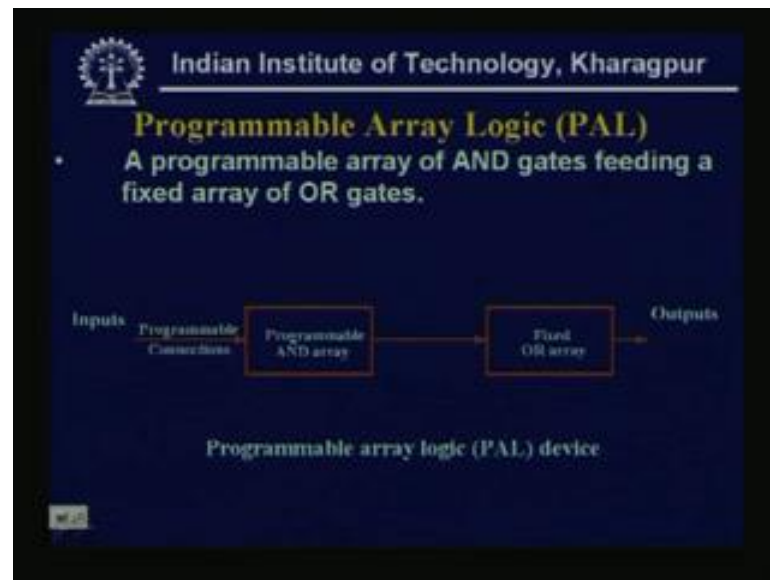 Indian Institute of Technology, Kharagpur
Programmable Array Logic (PAL)
• A programmable array of AND gates feeding a
fixed array of OR gates.
Inputs
Programmable
Connections
Programmable
AND array
Fixed
OR array
Outputs
Programmable array logic (PAL) device